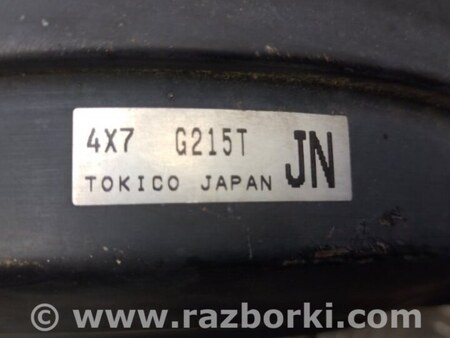 4X7 G215T JN
TOKICO JAPAN
© www.razborki.com